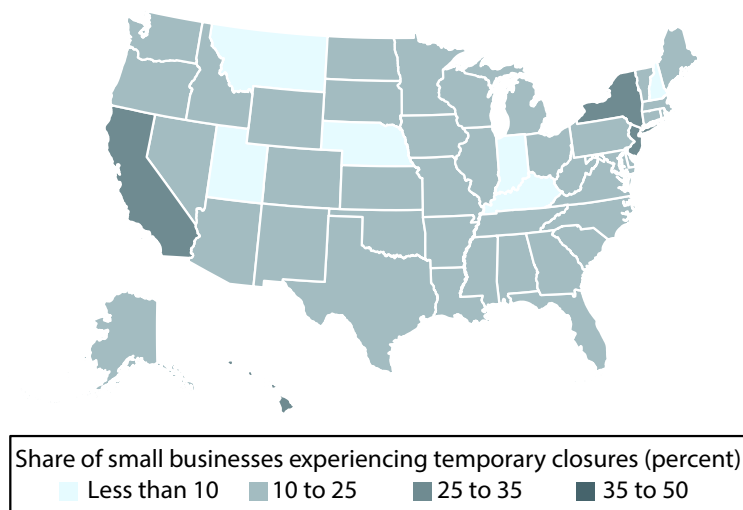 Share of small businesses experiencing temporary closures (percent)
Less than 10 10 to 25 25 to 35 35 to 50